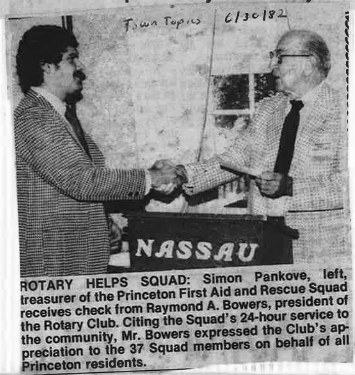 Town Topics 6/30/82
NASSAU
ROTARY HELPS SQUAD: Simon Pankove, left,
treasurer of the Princeton First Aid and Rescue Squad
receives check from Raymond A. Bowers, president of
the Rotary Club. Citing the Squad's 24-hour service to
the community, Mr. Bowers expressed the Club's ap-
preciation to the 37 Squad members on behalf of all
Princeton residents.